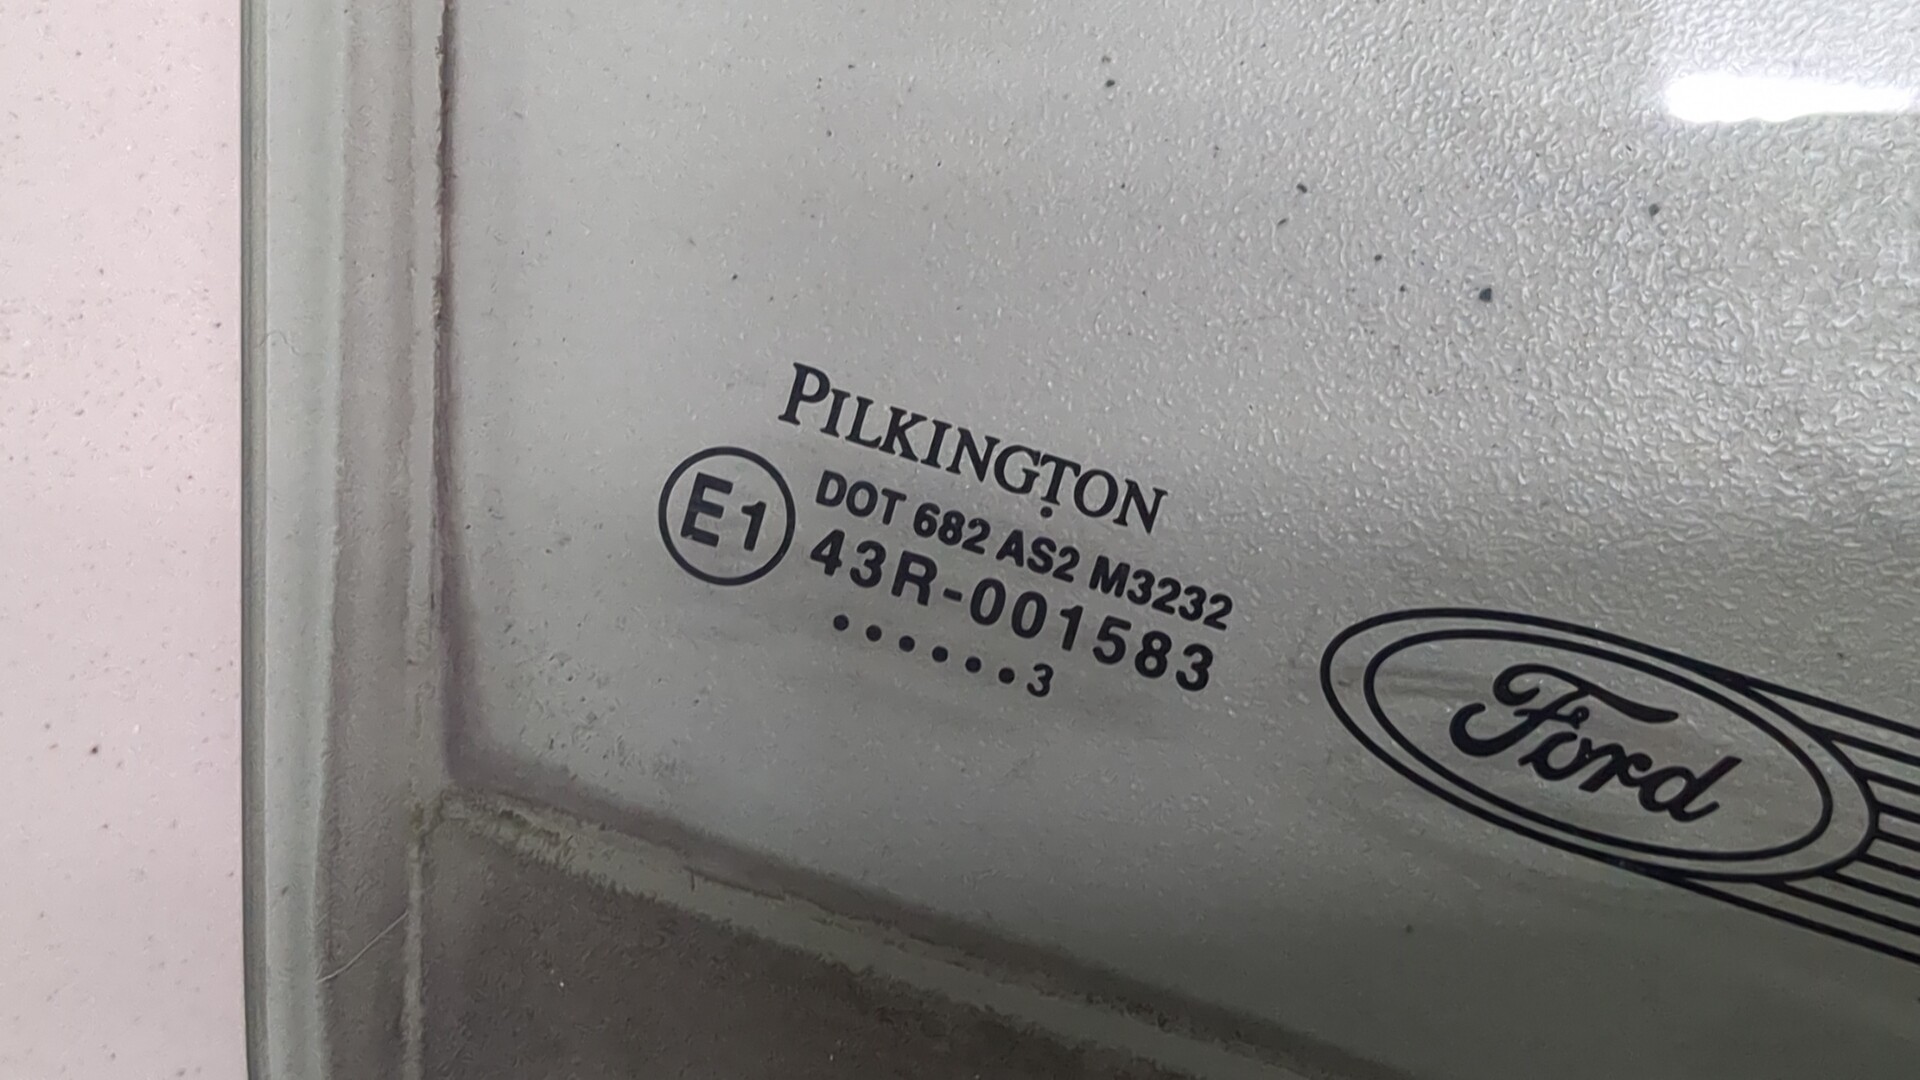 PILKINGTON
E1
DOT 682 AS2 M3232
43R-001583
••••••3
Ford